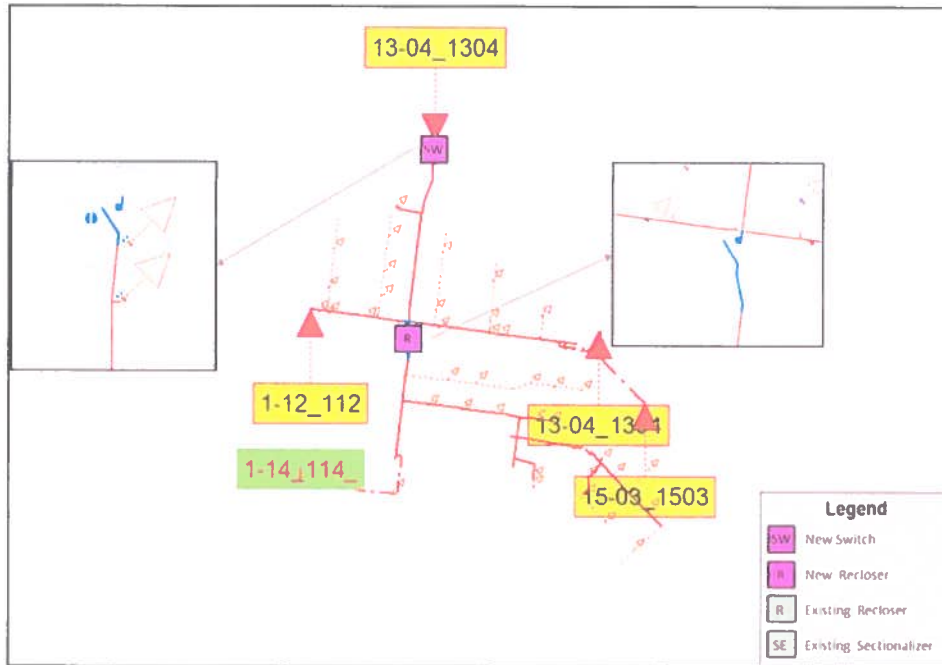 13-04_1304
SW
R
1-12_112
13-04_1304
1-14_114_
15-03_1503
Legend
SW New Switch
R New Recloser
R Existing Recloser
SE Existing Sectionalizer